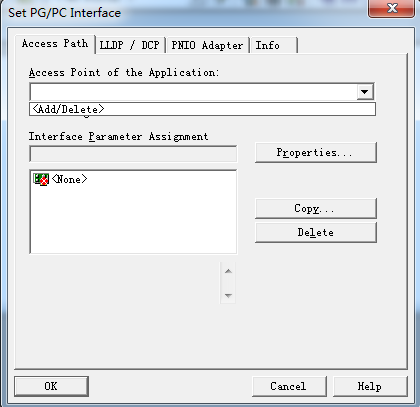 Set PG/PC Interface
Access Path LLDP / DCP PNIO Adapter Info
Access Point of the Application:
<Add/Delete>
Interface Parameter Assignment
Properties...
<None>
Copy...
Delete
OK Cancel Help